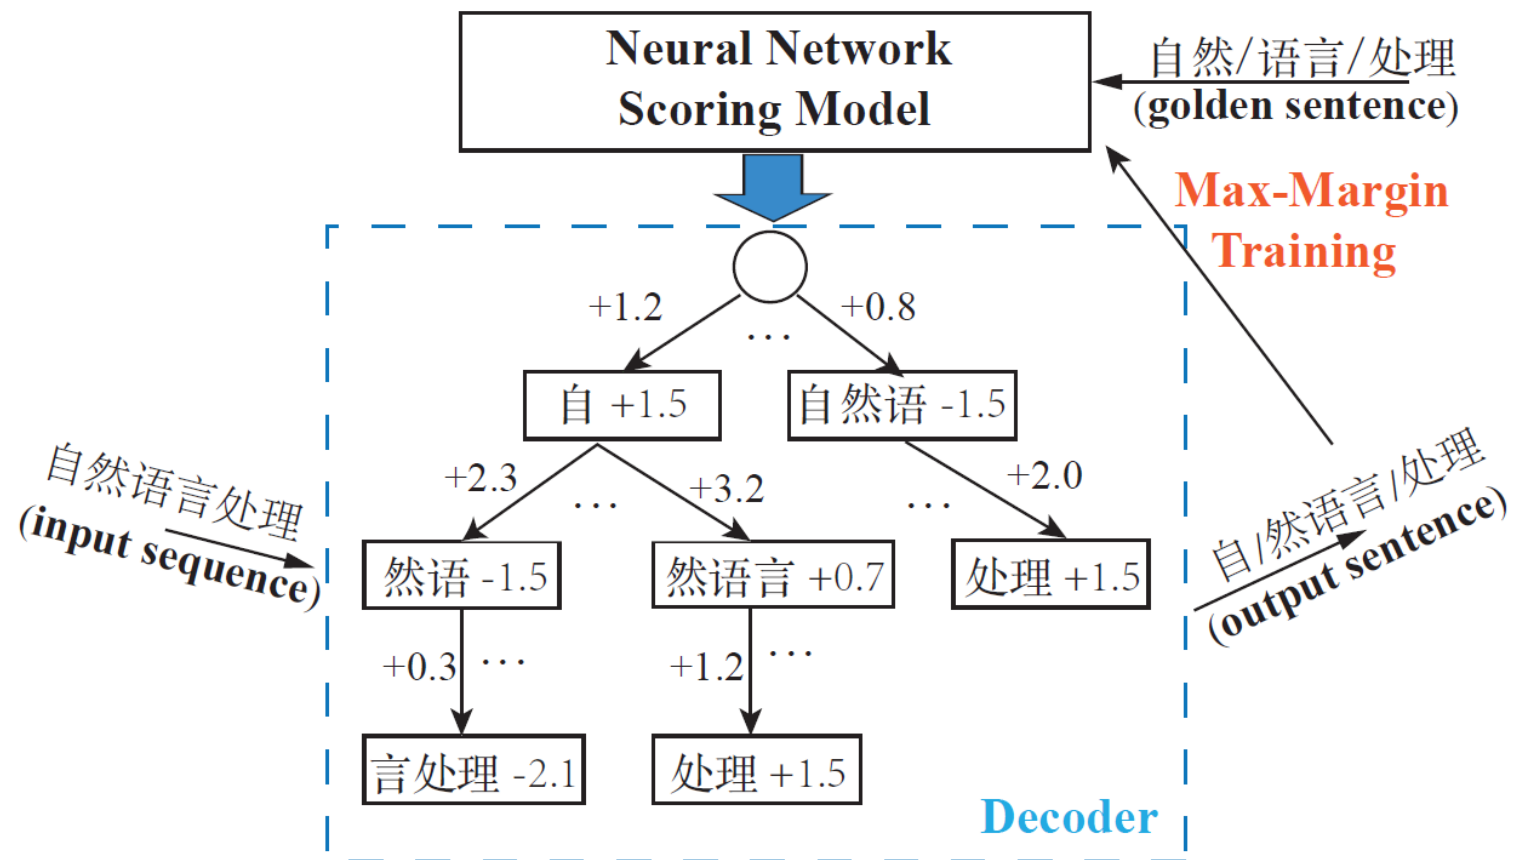 Neural Network
Scoring Model
自然/语言/处理
(golden sentence)
Max-Margin
Training
+1.2
…
+0.8
自 +1.5
自然语 -1.5
自然语言处理
(input sequence)
+2.3
…
+3.2
…
+2.0
然语 -1.5
然语言 +0.7
处理 +1.5
自/然语言/处理
(output sentence)
+0.3
…
+1.2
…
言处理 -2.1
处理 +1.5
Decoder